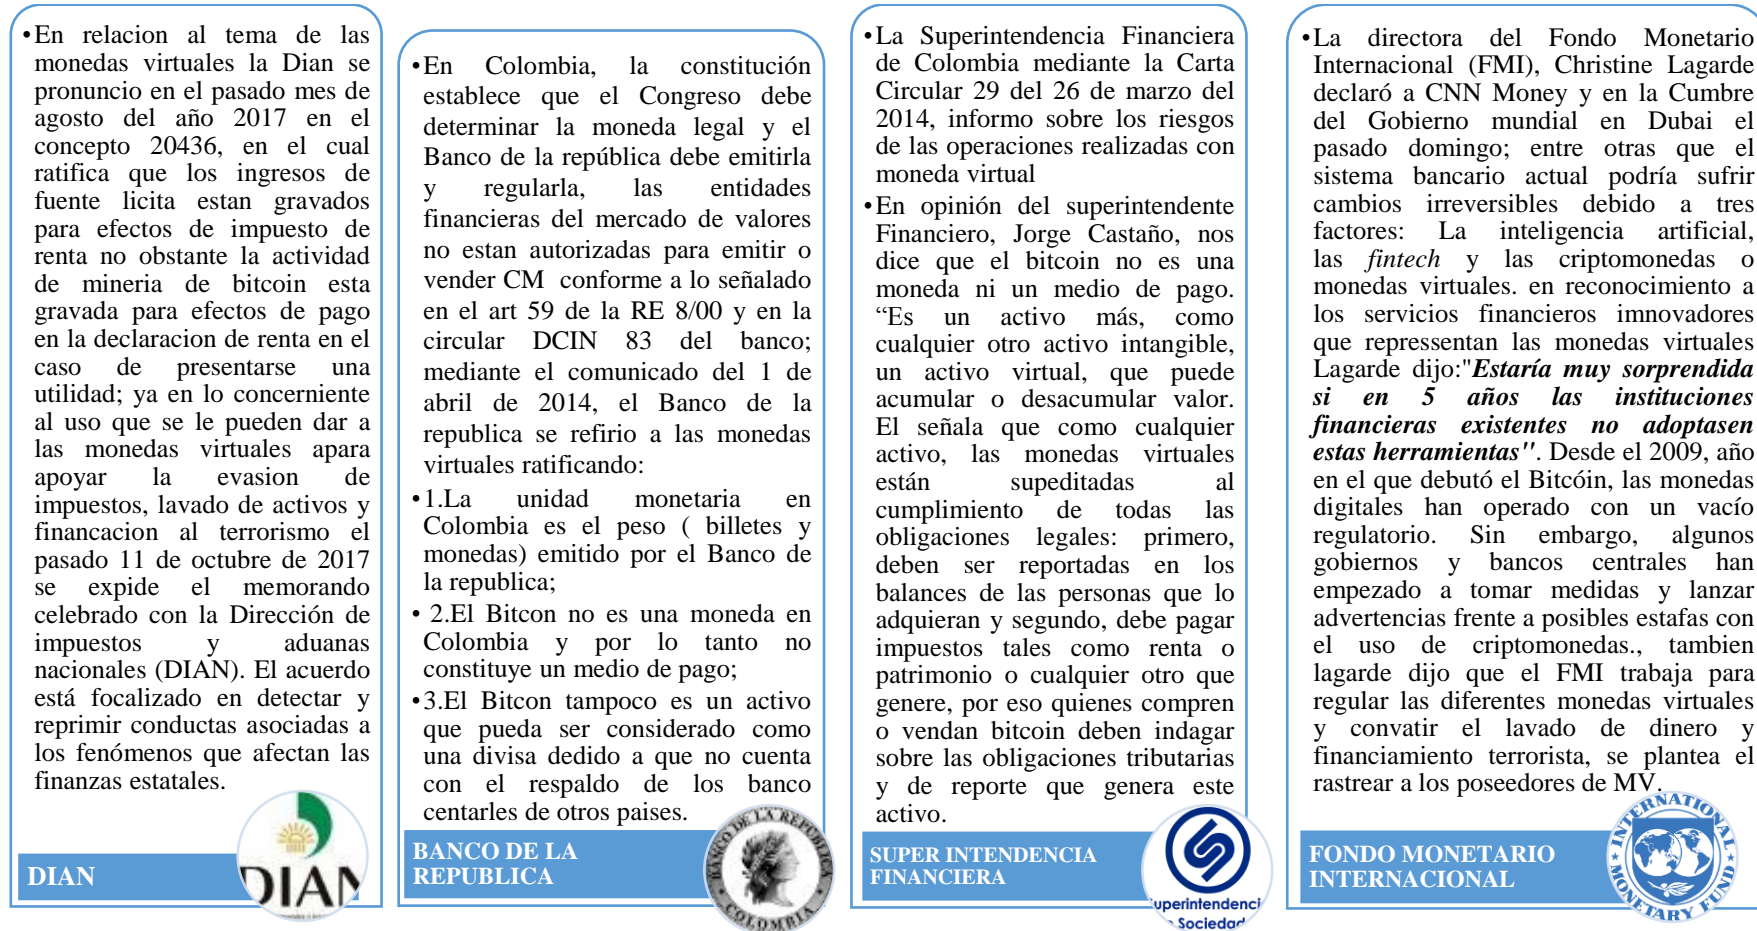 •En relacion al tema de las
monedas virtuales la Dian se
pronuncio en el pasado mes de
agosto del año 2017 en el
concepto 20436, en el cual
ratifica que los ingresos de
fuente licita estan gravados
para efectos de impuesto de
renta no obstante la actividad
de mineria de bitcoin esta
gravada para efectos de pago
en la declaracion de renta en el
caso de presentarse una
utilidad; ya en lo concerniente
al uso que se le pueden dar a
las monedas virtuales apara
apoyar la evasion de
impuestos, lavado de activos y
financacion al terrorismo el
pasado 11 de octubre de 2017
se expide el memorando
celebrado con la Dirección de
impuestos y aduanas
nacionales (DIAN). El acuerdo
está focalizado en detectar y
reprimir conductas asociadas a
los fenómenos que afectan las
finanzas estatales.
DIAN
DIAN
•En Colombia, la constitución
establece que el Congreso debe
determinar la moneda legal y el
Banco de la república debe emitirla
y regularla, las entidades
financieras del mercado de valores
no estan autorizadas para emitir o
vender CM conforme a lo señalado
en el art 59 de la RE 8/00 y en la
circular DCIN 83 del banco;
mediante el comunicado del 1 de
abril de 2014, el Banco de la
republica se refirio a las monedas
virtuales ratificando:
•1.La unidad monetaria en
Colombia es el peso ( billetes y
monedas) emitido por el Banco de
la republica;
• 2.El Bitcon no es una moneda en
Colombia y por lo tanto no
constituye un medio de pago;
•3.El Bitcon tampoco es un activo
que pueda ser considerado como
una divisa dedido a que no cuenta
con el respaldo de los banco
centarles de otros paises.
BANCO DE LA
REPUBLICA
BANCO DE LA REPUBLICA
COLOMBIA
•La Superintendencia Financiera
de Colombia mediante la Carta
Circular 29 del 26 de marzo del
2014, informo sobre los riesgos
de las operaciones realizadas con
moneda virtual
•En opinión del superintendente
Financiero, Jorge Castaño, nos
dice que el bitcoin no es una
moneda ni un medio de pago.
“Es un activo más, como
cualquier otro activo intangible,
un activo virtual, que puede
acumular o desacumular valor.
El señala que como cualquier
activo, las monedas virtuales
están supeditadas al
cumplimiento de todas las
obligaciones legales: primero,
deben ser reportadas en los
balances de las personas que lo
adquieran y segundo, debe pagar
impuestos tales como renta o
patrimonio o cualquier otro que
genere, por eso quienes compren
o vendan bitcoin deben indagar
sobre las obligaciones tributarias
y de reporte que genera este
activo.
SUPER INTENDENCIA
FINANCIERA
uperintendenci
Sociedad
•La directora del Fondo Monetario
Internacional (FMI), Christine Lagarde
declaró a CNN Money y en la Cumbre
del Gobierno mundial en Dubai el
pasado domingo; entre otras que el
sistema bancario actual podría sufrir
cambios irreversibles debido a tres
factores: La inteligencia artificial,
las fintech y las criptomonedas o
monedas virtuales. en reconocimiento a
los servicios financieros imnovadores
que repressentan las monedas virtuales
Lagarde dijo:"Estaría muy sorprendida
si en 5 años las instituciones
financieras existentes no adoptasen
estas herramientas". Desde el 2009, año
en el que debutó el Bitcóin, las monedas
digitales han operado con un vacío
regulatorio. Sin embargo, algunos
gobiernos y bancos centrales han
empezado a tomar medidas y lanzar
advertencias frente a posibles estafas con
el uso de criptomonedas., tambien
lagarde dijo que el FMI trabaja para
regular las diferentes monedas virtuales
y convatir el lavado de dinero y
financiamiento terrorista, se plantea el
rastrear a los poseedores de MV.
FONDO MONETARIO
INTERNACIONAL
INTERNATIONAL
MONETARY FUND